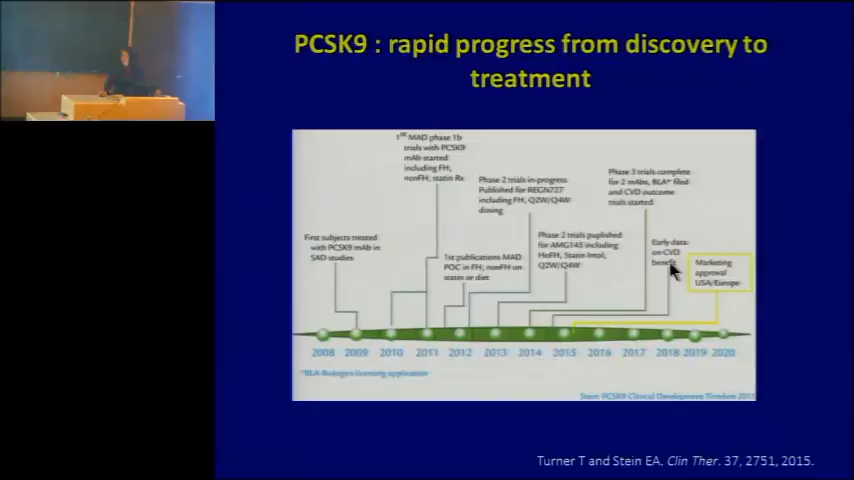 PCSK9 : rapid progress from discovery to
treatment
1ST MAD phase 1b
trials with PCSK9
mAb started
including FH,
nonFH, statin Rx
Phase 2 trials in-progress
Published for REGN727
including FH, Q2W/Q4W
dosing
Phase 3 trials complete
for 2 mAbs, BLA* filed
and CVD outcome
trials started
First subjects treated
with PCSK9 mAb in
SAD studies
1st publications MAD
POC in FH, nonFH on
statin or diet
Phase 2 trials puplished
for AMG145 including
HoFH, Statin Intol,
Q2W/Q4W
Early data
on CVD
benefit
Marketing
approval
USA/Europe
2008 2009 2010 2011 2012 2013 2014 2015 2016 2017 2018 2019 2020
*BLA-Biologics licensing application
Stein: PCSK9 Clinical Development Timeline
Turner T and Stein EA. Clin Ther. 37, 2751, 2015.